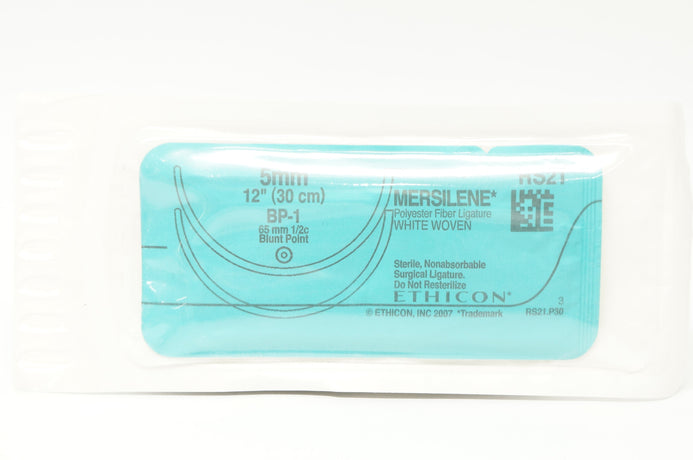 5mm
12" (30 cm)
BP-1
65 mm 1/2c
Blunt Point
RS21
MERSILENE*
Polyester Fiber Ligature
WHITE WOVEN
Sterile, Nonabsorbable
Surgical Ligature.
Do Not Resterilize
ETHICON*
3
© ETHICON, INC 2007 *Trademark
RS21.P30